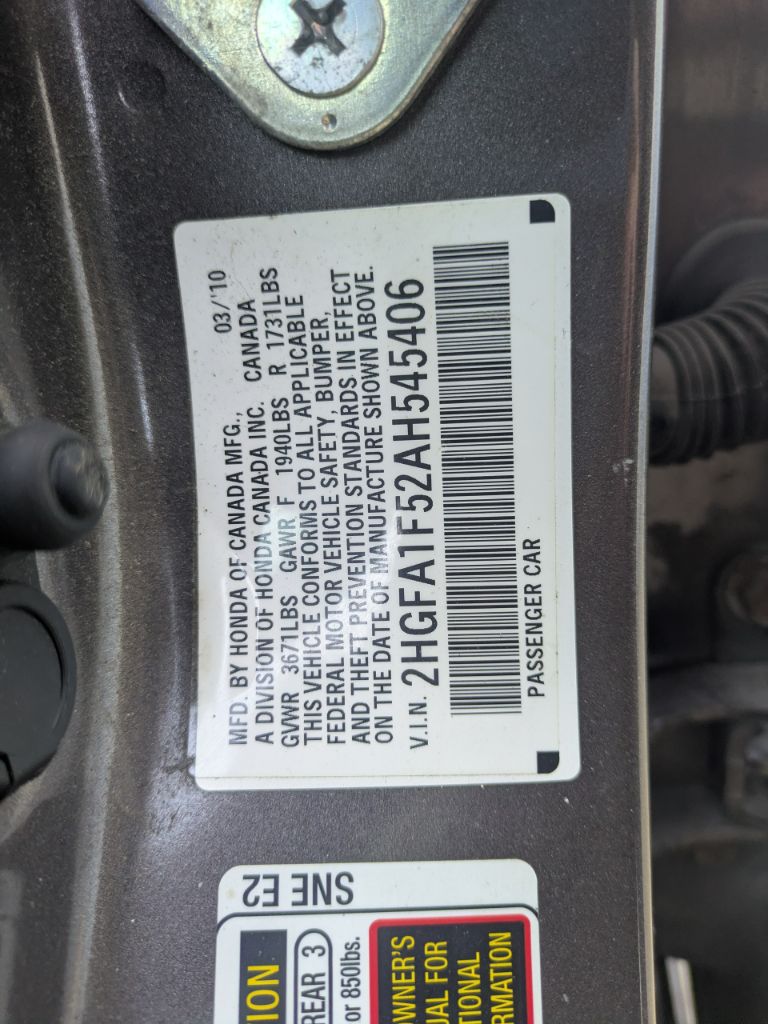 MFD. BY HONDA OF CANADA MFG., 03/'10
A DIVISION OF HONDA CANADA INC. CANADA
GVWR 3671LBS GAWR F 1940LBS R 1731LBS
THIS VEHICLE CONFORMS TO ALL APPLICABLE
FEDERAL MOTOR VEHICLE SAFETY, BUMPER,
AND THEFT PREVENTION STANDARDS IN EFFECT
ON THE DATE OF MANUFACTURE SHOWN ABOVE.
V.I.N. 2HGFA1F52AH545406
PASSENGER CAR
SNE E2
ION
REAR 3
or 850lbs.
WNER'S
UAL FOR
TIONAL
RMATION